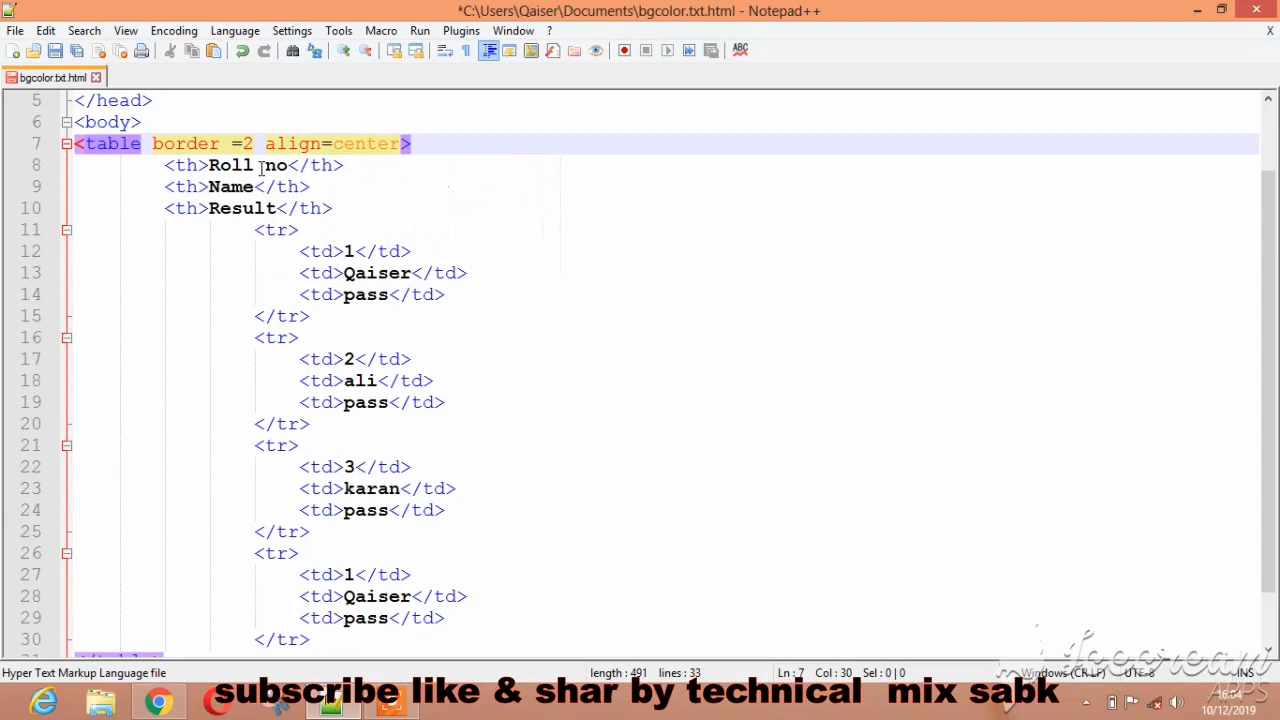 *C:\Users\Qaiser\Documents\bgcolor.txt.html - Notepad++
File Edit Search View Encoding Language Settings Tools Macro Run Plugins Window ? X
ABC
bgcolor.txt.html
5 </head>
6 <body>
7 <table border =2 align=center>
8 <th>Roll no</th>
9 <th>Name</th>
10 <th>Result</th>
11 <tr>
12 <td>1</td>
13 <td>Qaiser</td>
14 <td>pass</td>
15 </tr>
16 <tr>
17 <td>2</td>
18 <td>ali</td>
19 <td>pass</td>
20 </tr>
21 <tr>
22 <td>3</td>
23 <td>karan</td>
24 <td>pass</td>
25 </tr>
26 <tr>
27 <td>1</td>
28 <td>Qaiser</td>
29 <td>pass</td>
30 </tr>
Hyper Text Markup Language file length : 491 lines : 33 Ln : 7 Col : 30 Sel : 0 | 0 Windows (CR LF) UTF-8 INS
subscribe like & shar by technical mix sabk
APPS
16:04
10/12/2019